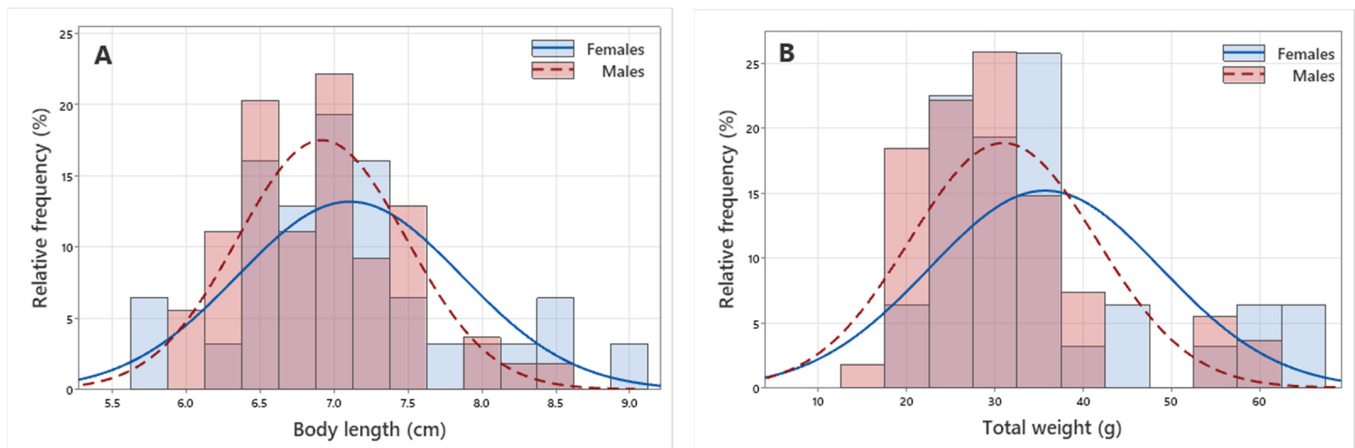 A
Females
Males
Relative frequency (%)
25
20
15
10
5
0
5.5 6.0 6.5 7.0 7.5 8.0 8.5 9.0
Body length (cm)
B
Females
Males
Relative frequency (%)
25
20
15
10
5
0
10 20 30 40 50 60
Total weight (g)